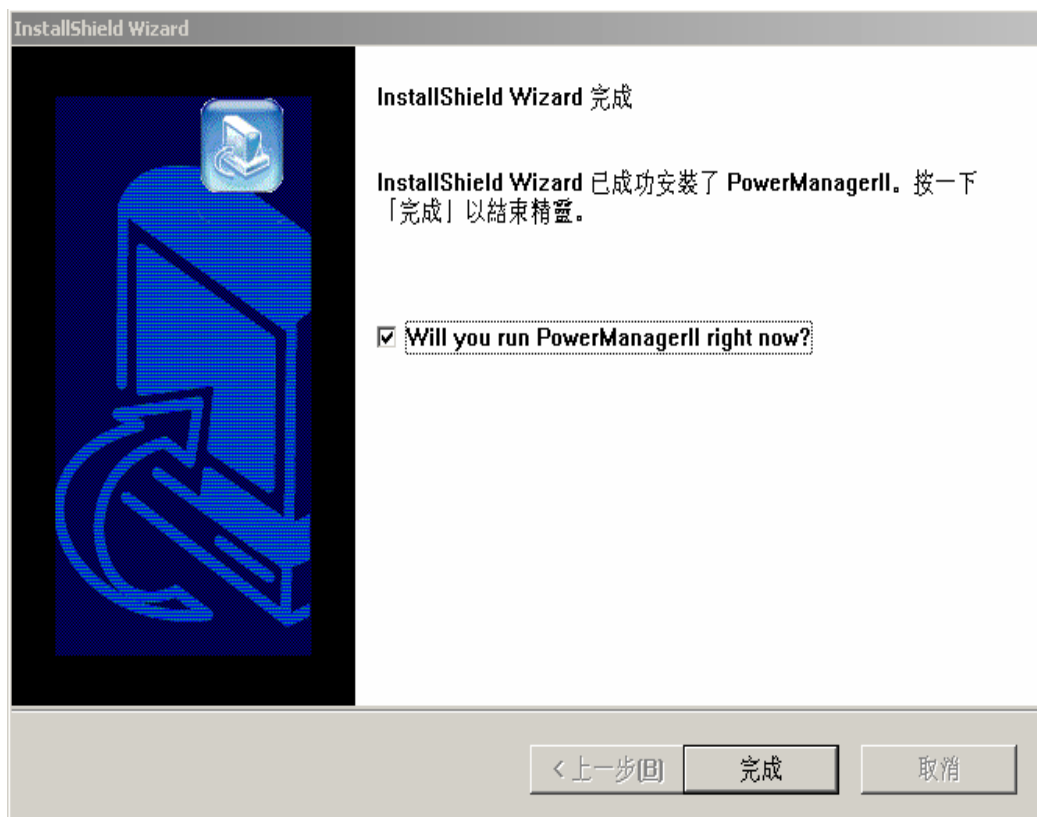 InstallShield Wizard
InstallShield Wizard 完成
InstallShield Wizard 已成功安裝了 PowerManagerII。按一下
「完成」以結束精靈。
Will you run PowerManagerII right now?
< 上一步(B)
完成
取消